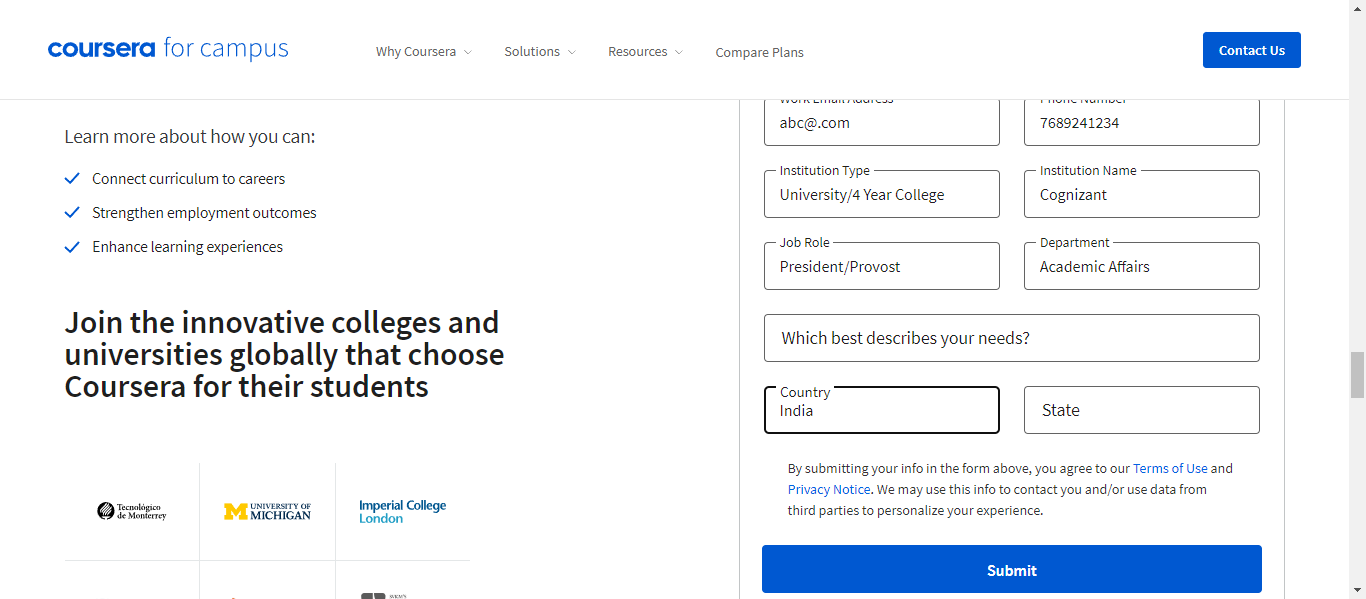 coursera for campus
Why Coursera
Solutions
Resources
Compare Plans
Contact Us
Learn more about how you can:
Connect curriculum to careers
Strengthen employment outcomes
Enhance learning experiences
Join the innovative colleges and
universities globally that choose
Coursera for their students
Tecnológico
de Monterrey
M UNIVERSITY OF
MICHIGAN
Imperial College
London
Work Email Address
abc@.com
Phone Number
7689241234
Institution Type
University/4 Year College
Institution Name
Cognizant
Job Role
President/Provost
Department
Academic Affairs
Which best describes your needs?
Country
India
State
By submitting your info in the form above, you agree to our Terms of Use and
Privacy Notice. We may use this info to contact you and/or use data from
third parties to personalize your experience.
Submit